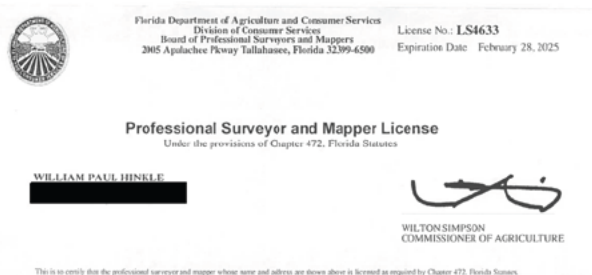 Florida Department of Agriculture and Consumer Services
Division of Consumer Services
Board of Professional Surveyors and Mappers
2005 Apalachee Pkway Tallahassee, Florida 32399-6500
License No.: LS4633
Expiration Date February 28, 2025
Professional Surveyor and Mapper License
Under the provisions of Chapter 472, Florida Statutes
WILLIAM PAUL HINKLE
WILTON SIMPSON
COMMISSIONER OF AGRICULTURE
This is to certify that the professional surveyor and mapper whose name and address are shown above is licensed as required by Chapter 472, Florida Statutes.